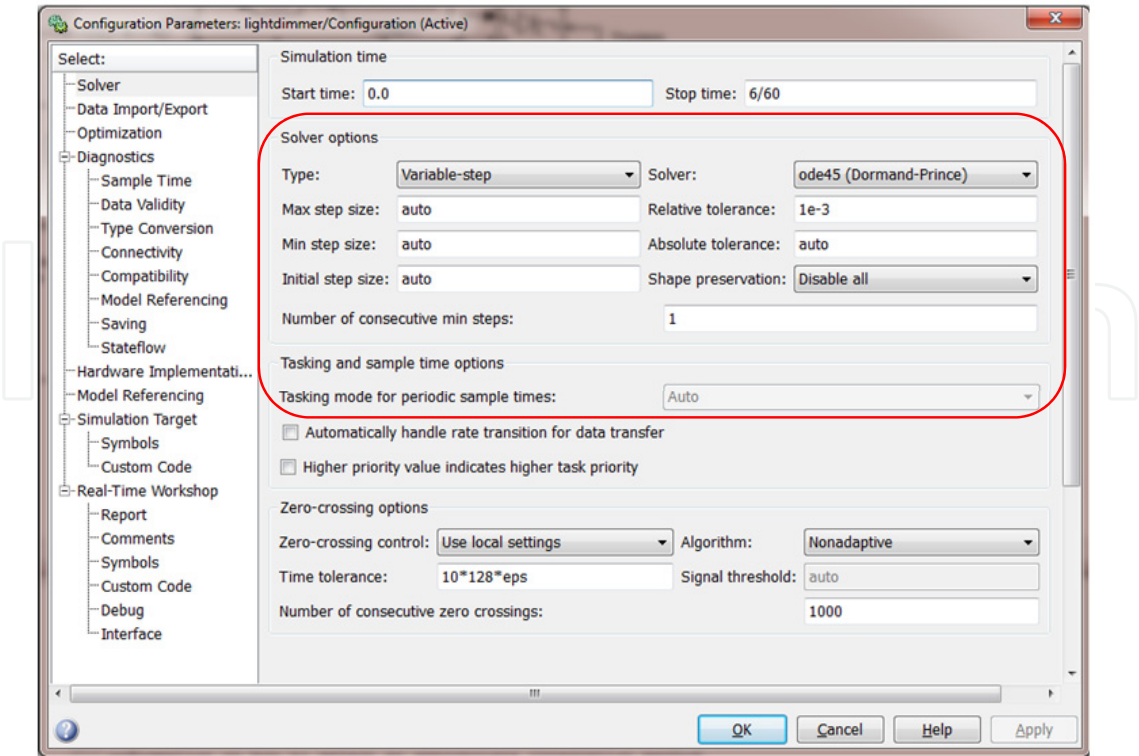 Configuration Parameters: lightdimmer/Configuration (Active)
Select:
Solver
Data Import/Export
Optimization
Diagnostics
Sample Time
Data Validity
Type Conversion
Connectivity
Compatibility
Model Referencing
Saving
Stateflow
Hardware Implementati...
Model Referencing
Simulation Target
Symbols
Custom Code
Real-Time Workshop
Report
Comments
Symbols
Custom Code
Debug
Interface
Simulation time
Start time: 0.0 Stop time: 6/60
Solver options
Type: Variable-step Solver: ode45 (Dormand-Prince)
Max step size: auto Relative tolerance: 1e-3
Min step size: auto Absolute tolerance: auto
Initial step size: auto Shape preservation: Disable all
Number of consecutive min steps: 1
Tasking and sample time options
Tasking mode for periodic sample times: Auto
Automatically handle rate transition for data transfer
Higher priority value indicates higher task priority
Zero-crossing options
Zero-crossing control: Use local settings Algorithm: Nonadaptive
Time tolerance: 10*128*eps Signal threshold: auto
Number of consecutive zero crossings: 1000
OK Cancel Help Apply